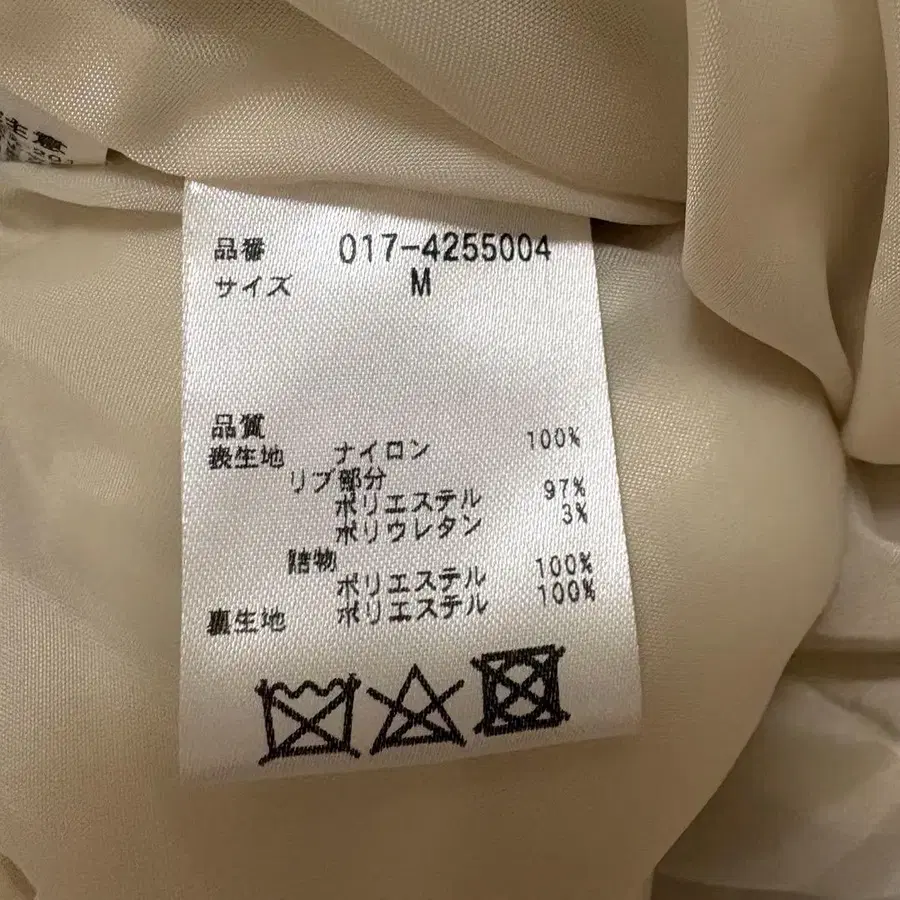 主意
品番 017-4255004
サイズ M
品質
表生地 ナイロン 100%
リブ部分
ポリエステル 97%
ポリウレタン 3%
詰物
ポリエステル 100%
裏生地 ポリエステル 100%